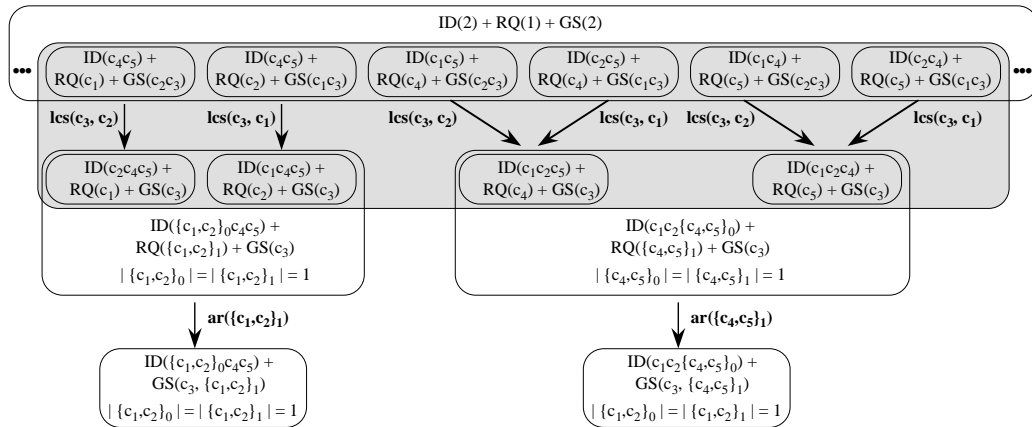 ID(2) + RQ(1) + GS(2)
••• ID(c₄c₅) + ID(c₄c₅) + ID(c₁c₅) + ID(c₂c₅) + ID(c₁c₄) + ID(c₂c₄) + •••
RQ(c₁) + GS(c₂c₃) RQ(c₂) + GS(c₁c₃) RQ(c₄) + GS(c₂c₃) RQ(c₄) + GS(c₁c₃) RQ(c₅) + GS(c₂c₃) RQ(c₅) + GS(c₁c₃)
lcs(c₃, c₂) lcs(c₃, c₁) lcs(c₃, c₂) lcs(c₃, c₁) lcs(c₃, c₂) lcs(c₃, c₁)
ID(c₂c₄c₅) + ID(c₁c₄c₅) + ID(c₁c₂c₅) + ID(c₁c₂c₄) +
RQ(c₁) + GS(c₃) RQ(c₂) + GS(c₃) RQ(c₄) + GS(c₃) RQ(c₅) + GS(c₃)
ID({c₁,c₂}₀c₄c₅) + ID(c₁c₂{c₄,c₅}₀) +
RQ({c₁,c₂}₁) + GS(c₃) RQ({c₄,c₅}₁) + GS(c₃)
| {c₁,c₂}₀ | = | {c₁,c₂}₁ | = 1 | {c₄,c₅}₀ | = | {c₄,c₅}₁ | = 1
ar({c₁,c₂}₁) ar({c₄,c₅}₁)
ID({c₁,c₂}₀c₄c₅) + ID(c₁c₂{c₄,c₅}₀) +
GS(c₃, {c₁,c₂}₁) GS(c₃, {c₄,c₅}₁)
| {c₁,c₂}₀ | = | {c₁,c₂}₁ | = 1 | {c₁,c₂}₀ | = | {c₁,c₂}₁ | = 1